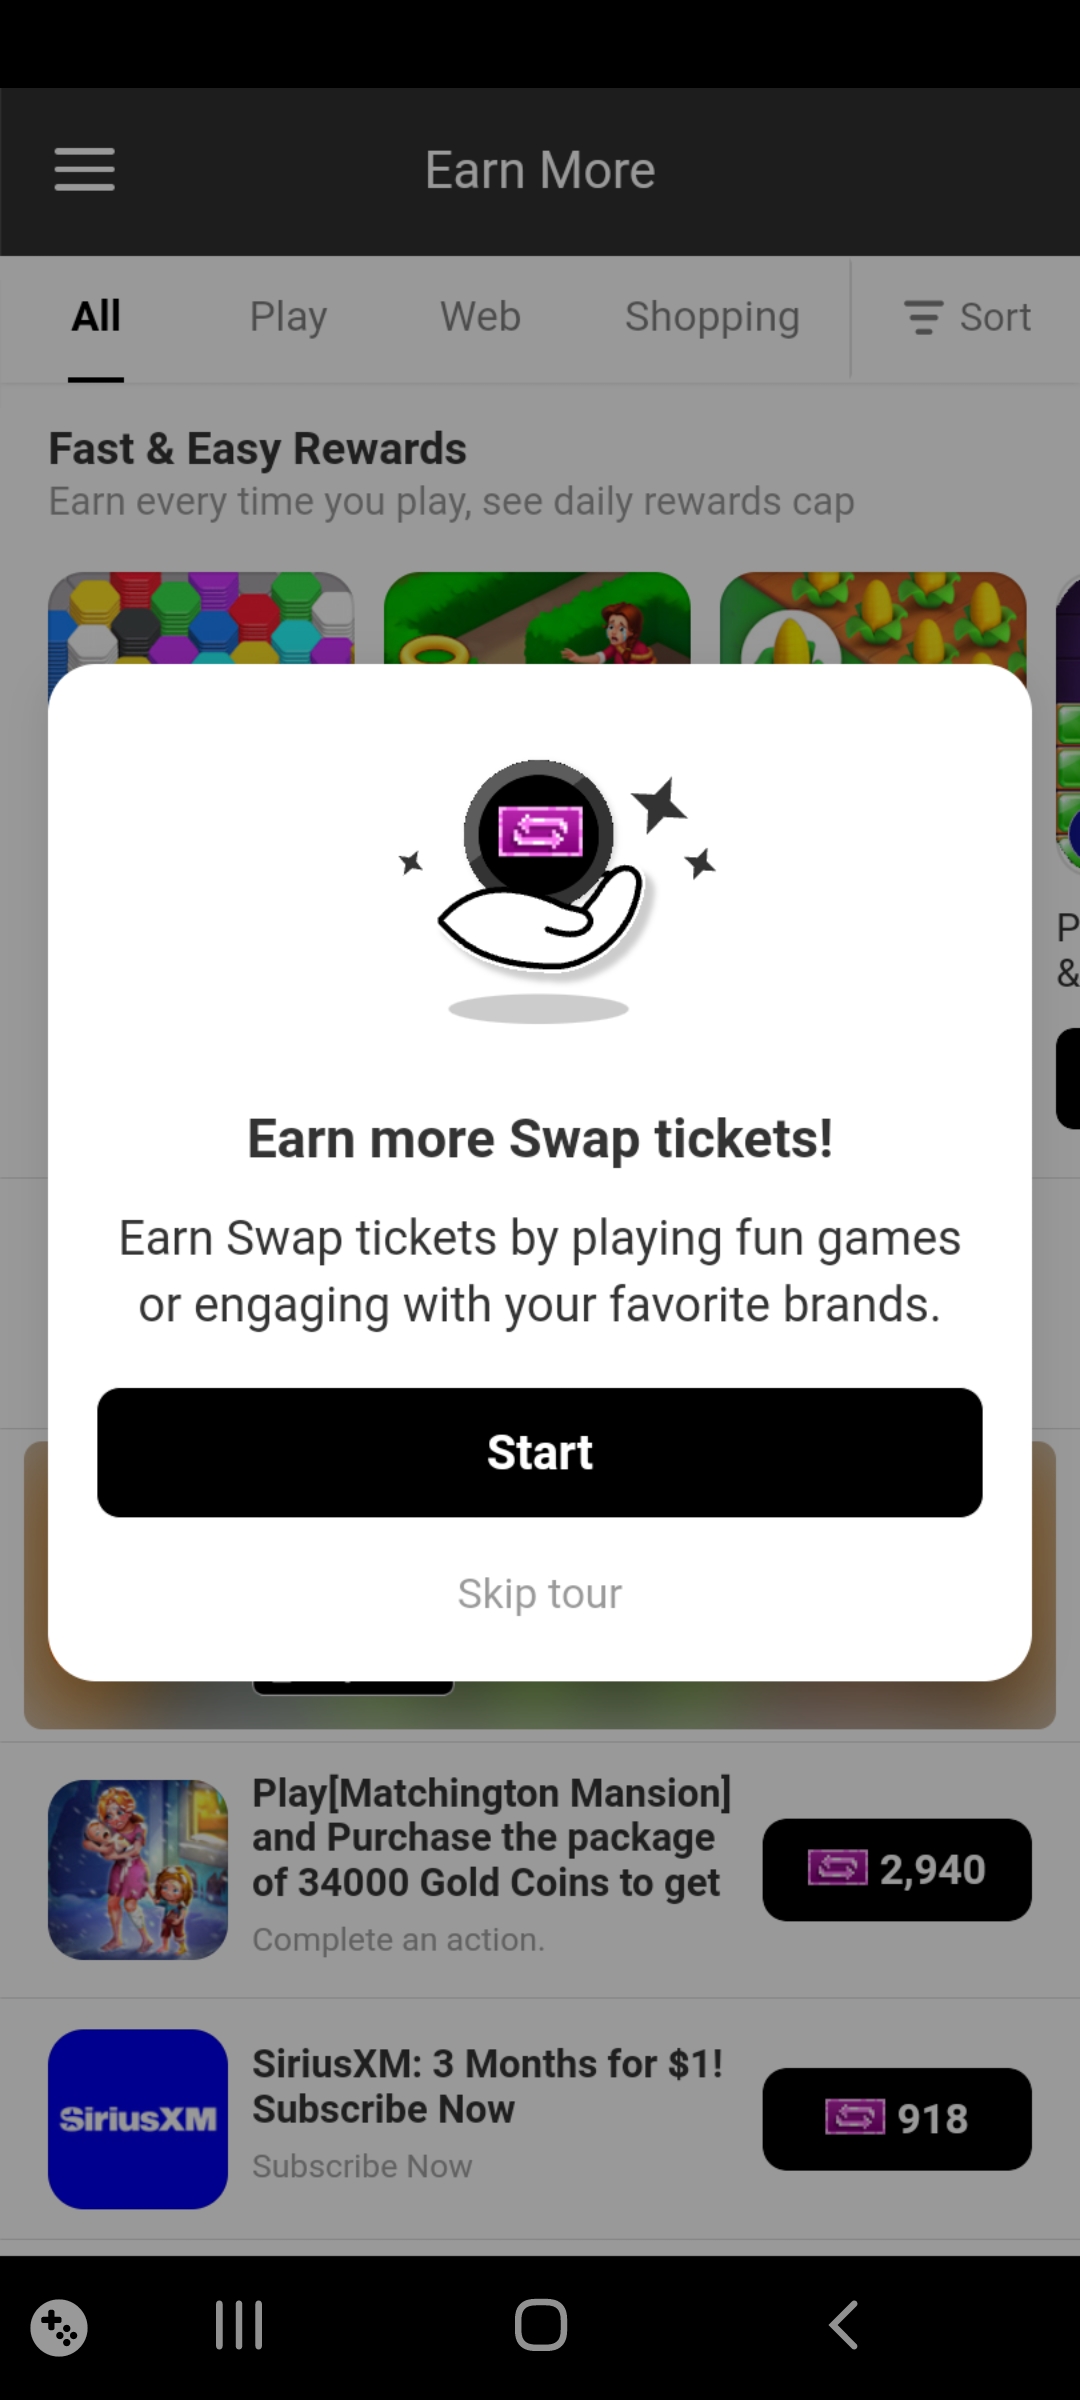 Earn More
All
Play
Web
Shopping
Sort
Fast & Easy Rewards
Earn every time you play, see daily rewards cap
P
&
Earn more Swap tickets!
Earn Swap tickets by playing fun games
or engaging with your favorite brands.
Start
Skip tour
Play[Matchington Mansion]
and Purchase the package
of 34000 Gold Coins to get
Complete an action.
2,940
SiriusXM
SiriusXM: 3 Months for $1!
Subscribe Now
Subscribe Now
918